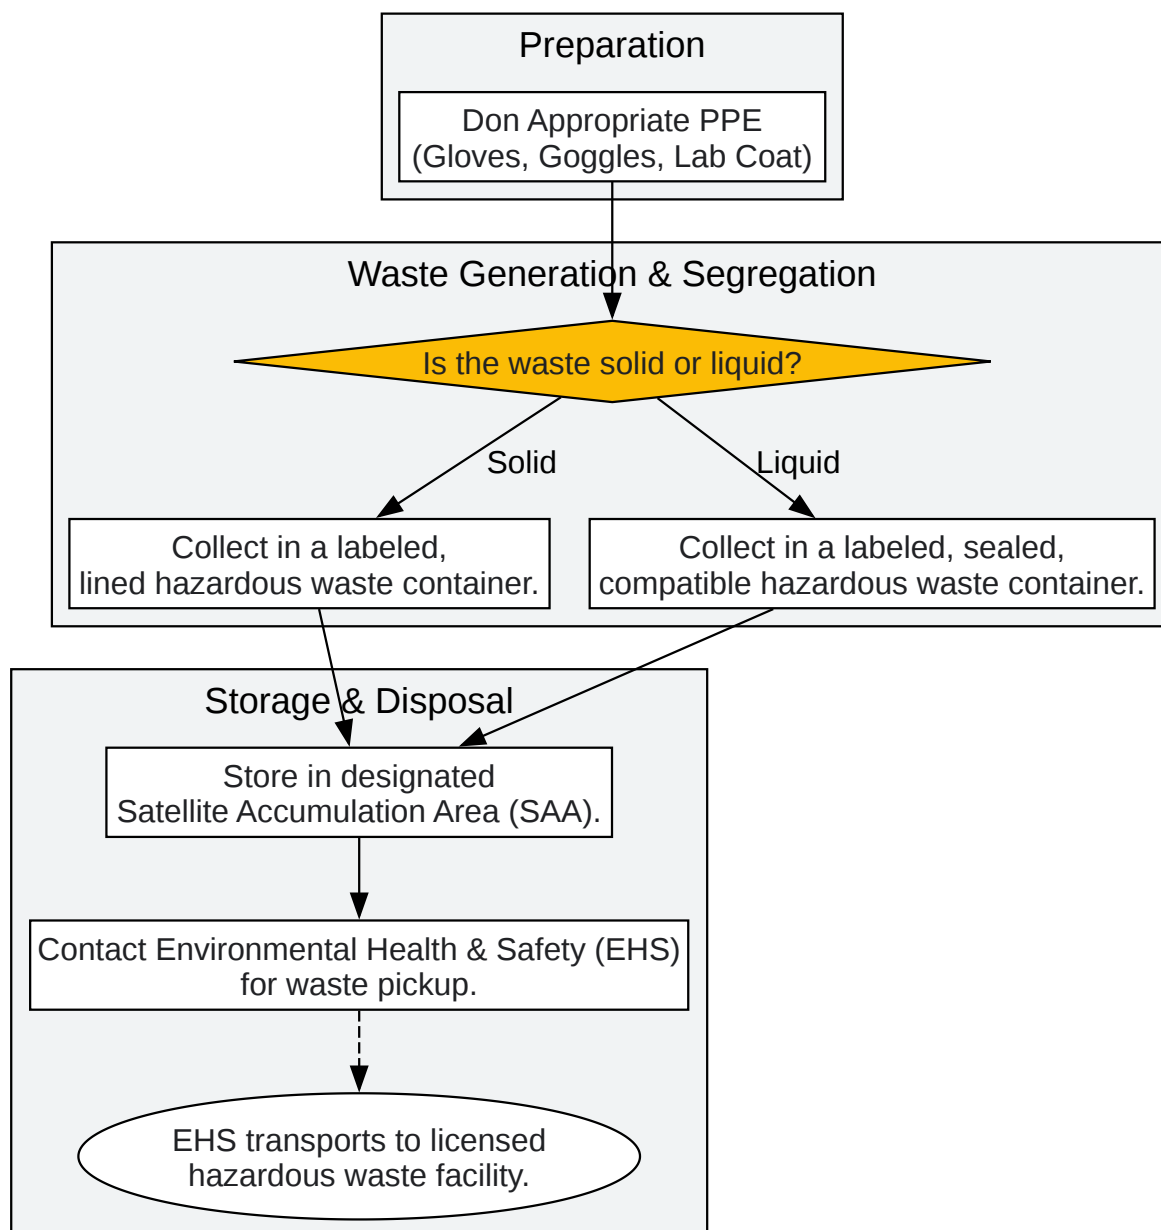 Preparation
Don Appropriate PPE
(Gloves, Goggles, Lab Coat)
Waste Generation & Segregation
Is the waste solid or liquid?
Solid
Liquid
Collect in a labeled,
lined hazardous waste container.
Collect in a labeled, sealed,
compatible hazardous waste container.
Storage & Disposal
Store in designated
Satellite Accumulation Area (SAA).
Contact Environmental Health & Safety (EHS)
for waste pickup.
EHS transports to licensed
hazardous waste facility.